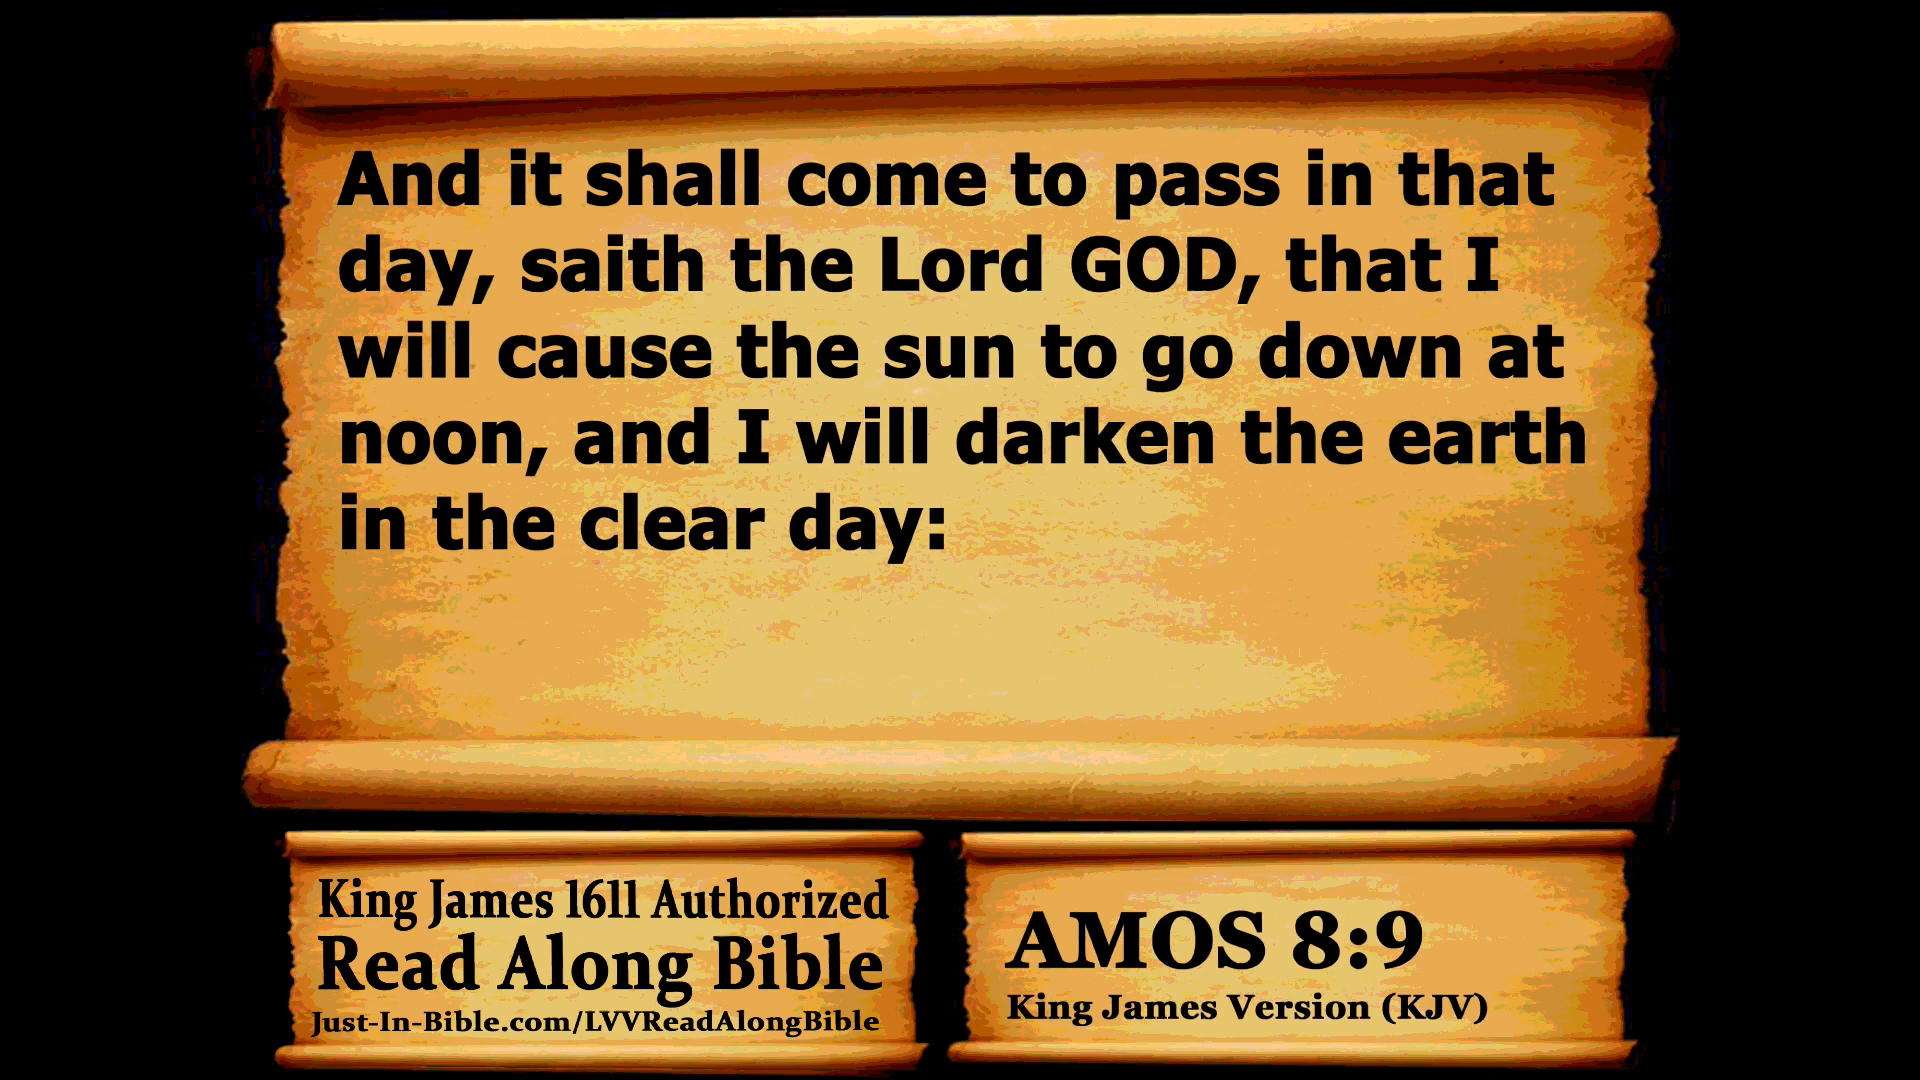 And it shall come to pass in that
day, saith the Lord GOD, that I
will cause the sun to go down at
noon, and I will darken the earth
in the clear day:
King James 1611 Authorized
Read Along Bible
Just-In-Bible.com/LVVReadAlongBible
AMOS 8:9
King James Version (KJV)